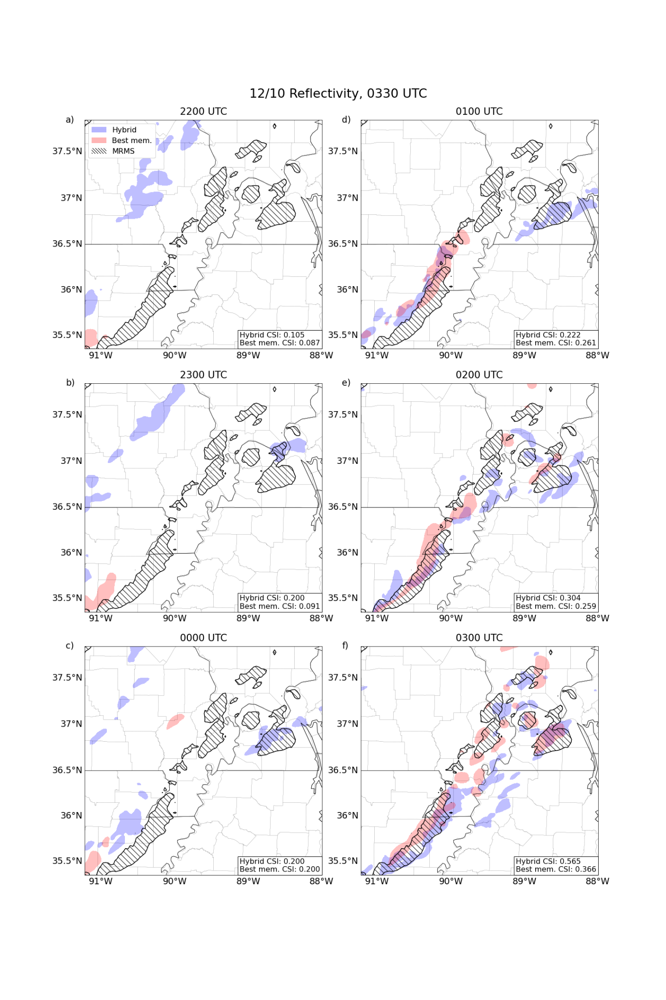 12/10 Reflectivity, 0330 UTC
a)
2200 UTC
Hybrid
Best mem.
MRMS
37.5°N
37°N
36.5°N
36°N
35.5°N
91°W
90°W
89°W
88°W
Hybrid CSI: 0.105
Best mem. CSI: 0.087
d)
0100 UTC
37.5°N
37°N
36.5°N
36°N
35.5°N
91°W
90°W
89°W
88°W
Hybrid CSI: 0.222
Best mem. CSI: 0.261
b)
2300 UTC
37.5°N
37°N
36.5°N
36°N
35.5°N
91°W
90°W
89°W
88°W
Hybrid CSI: 0.200
Best mem. CSI: 0.091
e)
0200 UTC
37.5°N
37°N
36.5°N
36°N
35.5°N
91°W
90°W
89°W
88°W
Hybrid CSI: 0.304
Best mem. CSI: 0.259
c)
0000 UTC
37.5°N
37°N
36.5°N
36°N
35.5°N
91°W
90°W
89°W
88°W
Hybrid CSI: 0.200
Best mem. CSI: 0.200
f)
0300 UTC
37.5°N
37°N
36.5°N
36°N
35.5°N
91°W
90°W
89°W
88°W
Hybrid CSI: 0.565
Best mem. CSI: 0.366